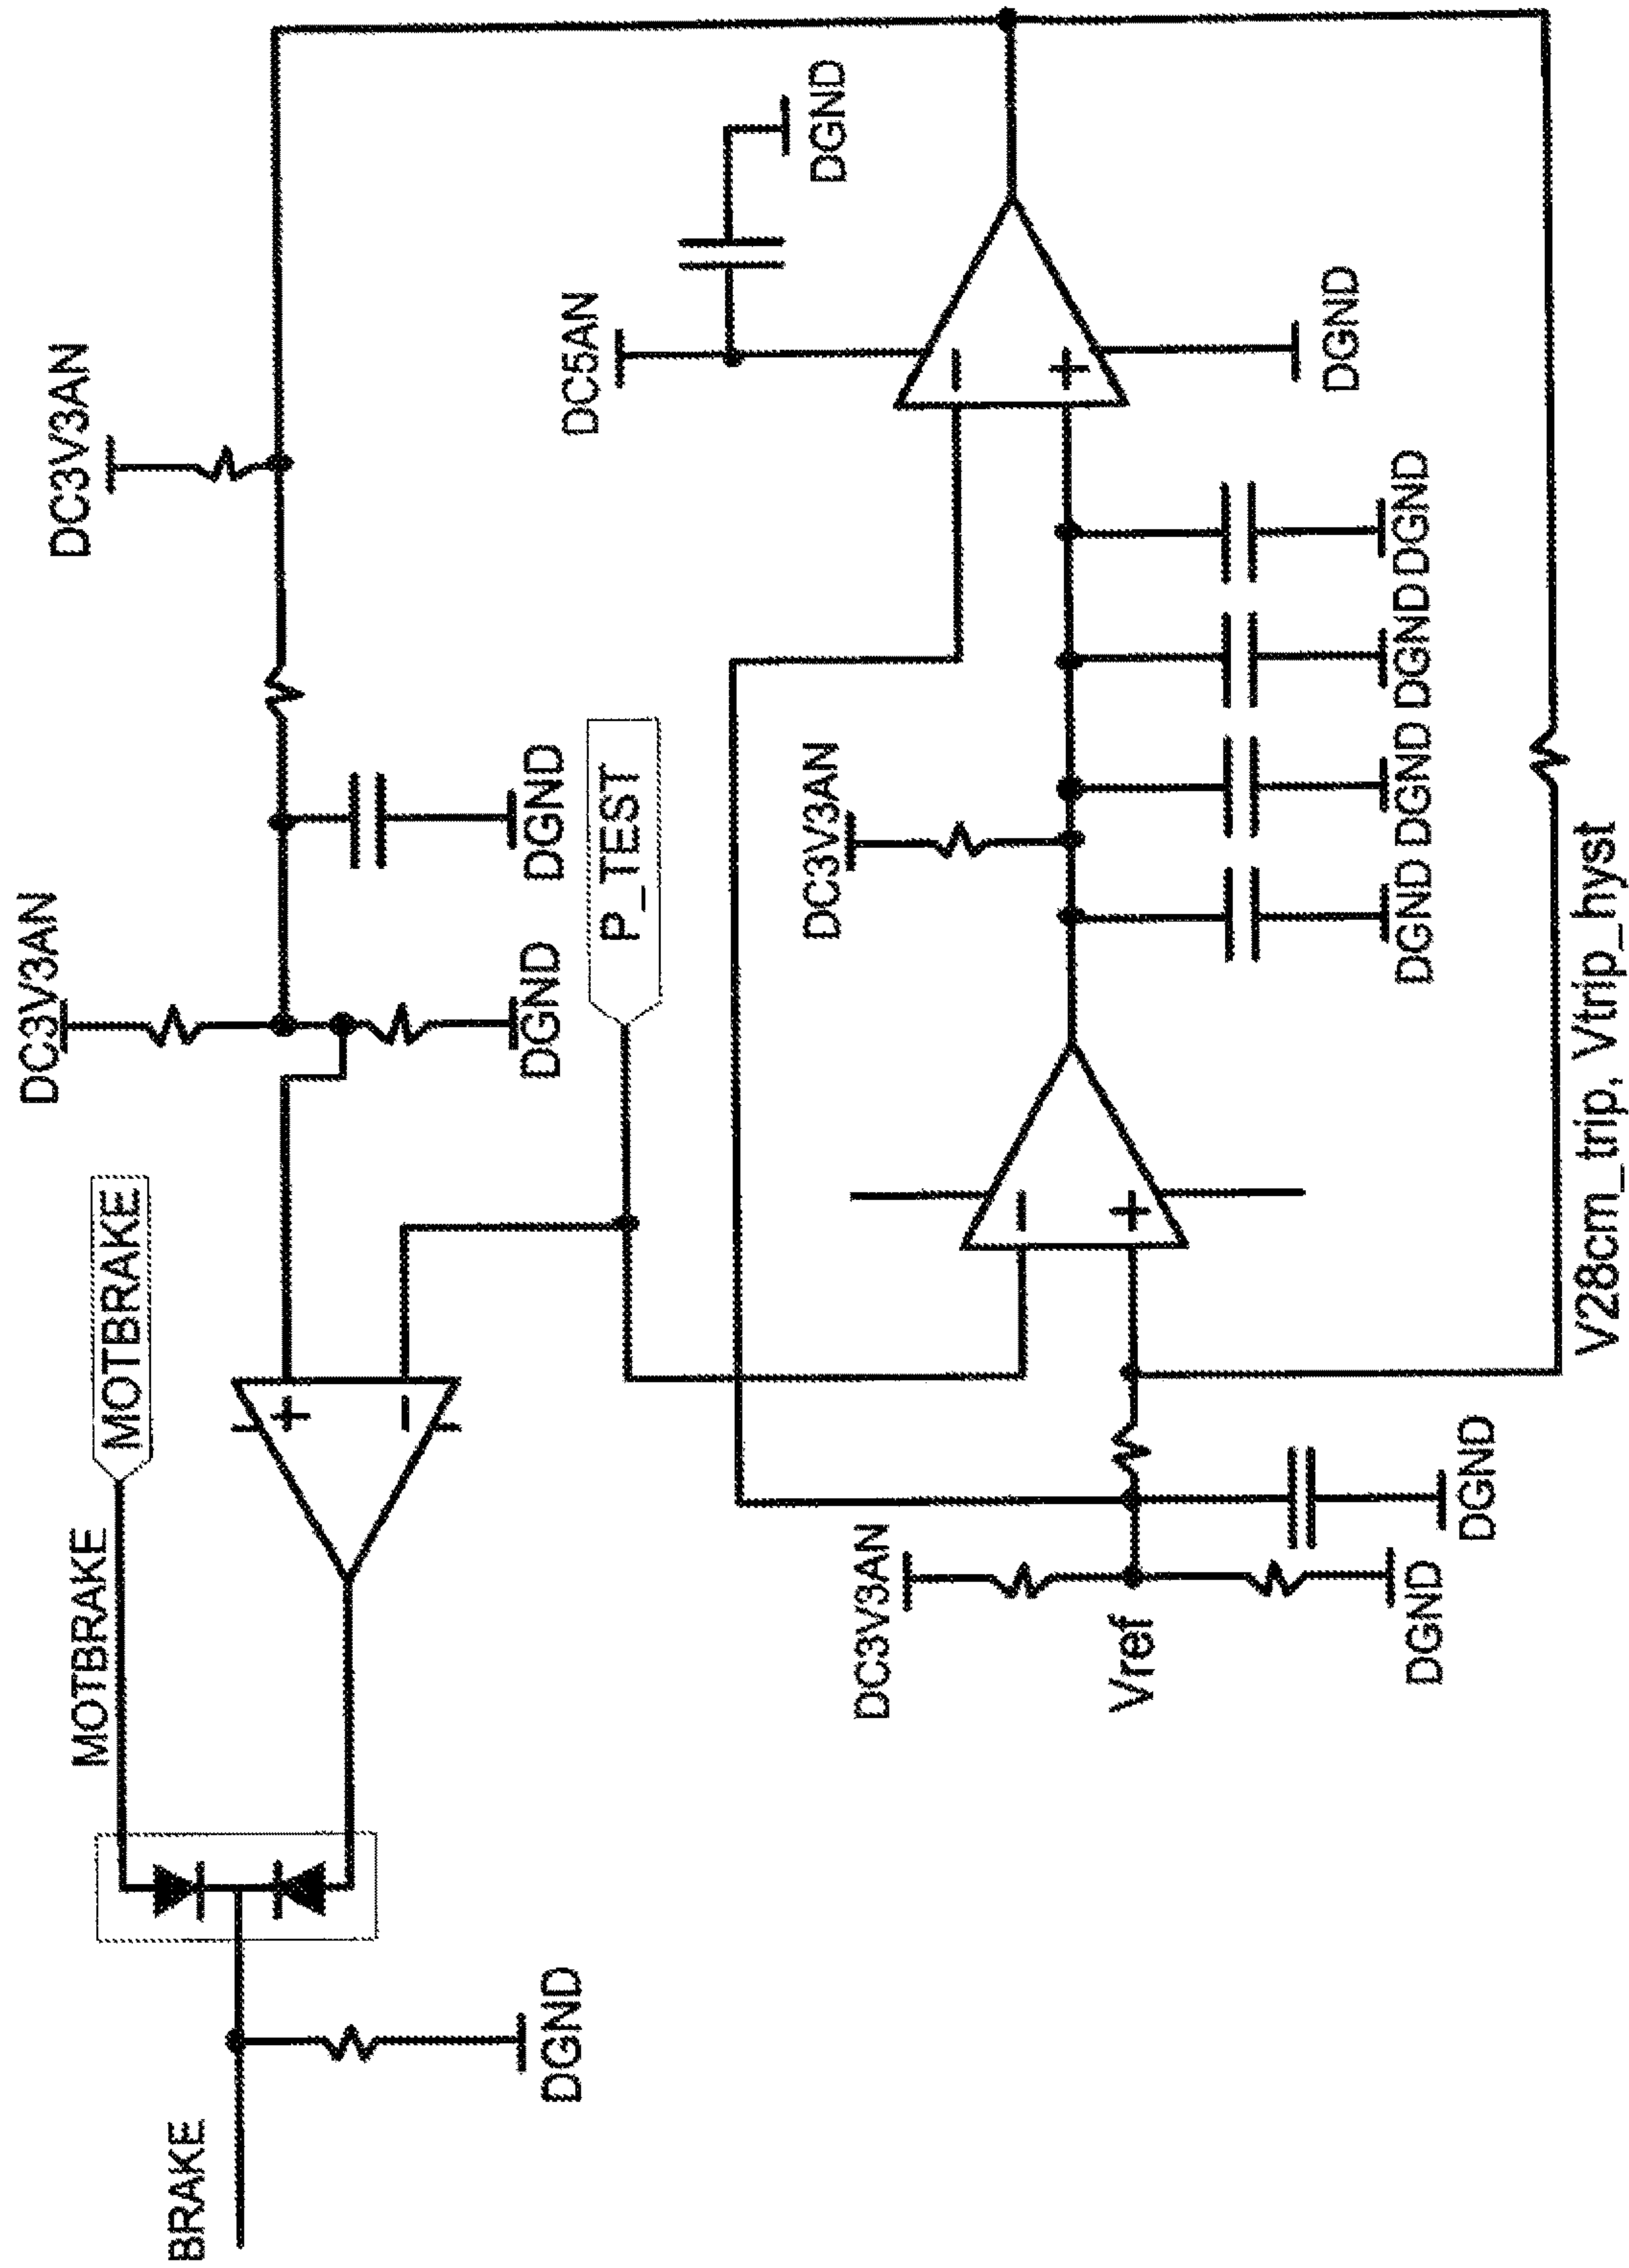 BRAKE
DGND
MOTBRAKE
MOTBRAKE
DC3V3AN
DGND
DGND
DC3V3AN
P_TEST
DC5AN
DGND
DGND
DC3V3AN
DGND
DGND
DGND
DGND
DC3V3AN
Vref
DGND
DGND
V28cm_trip, Vtrip_hyst